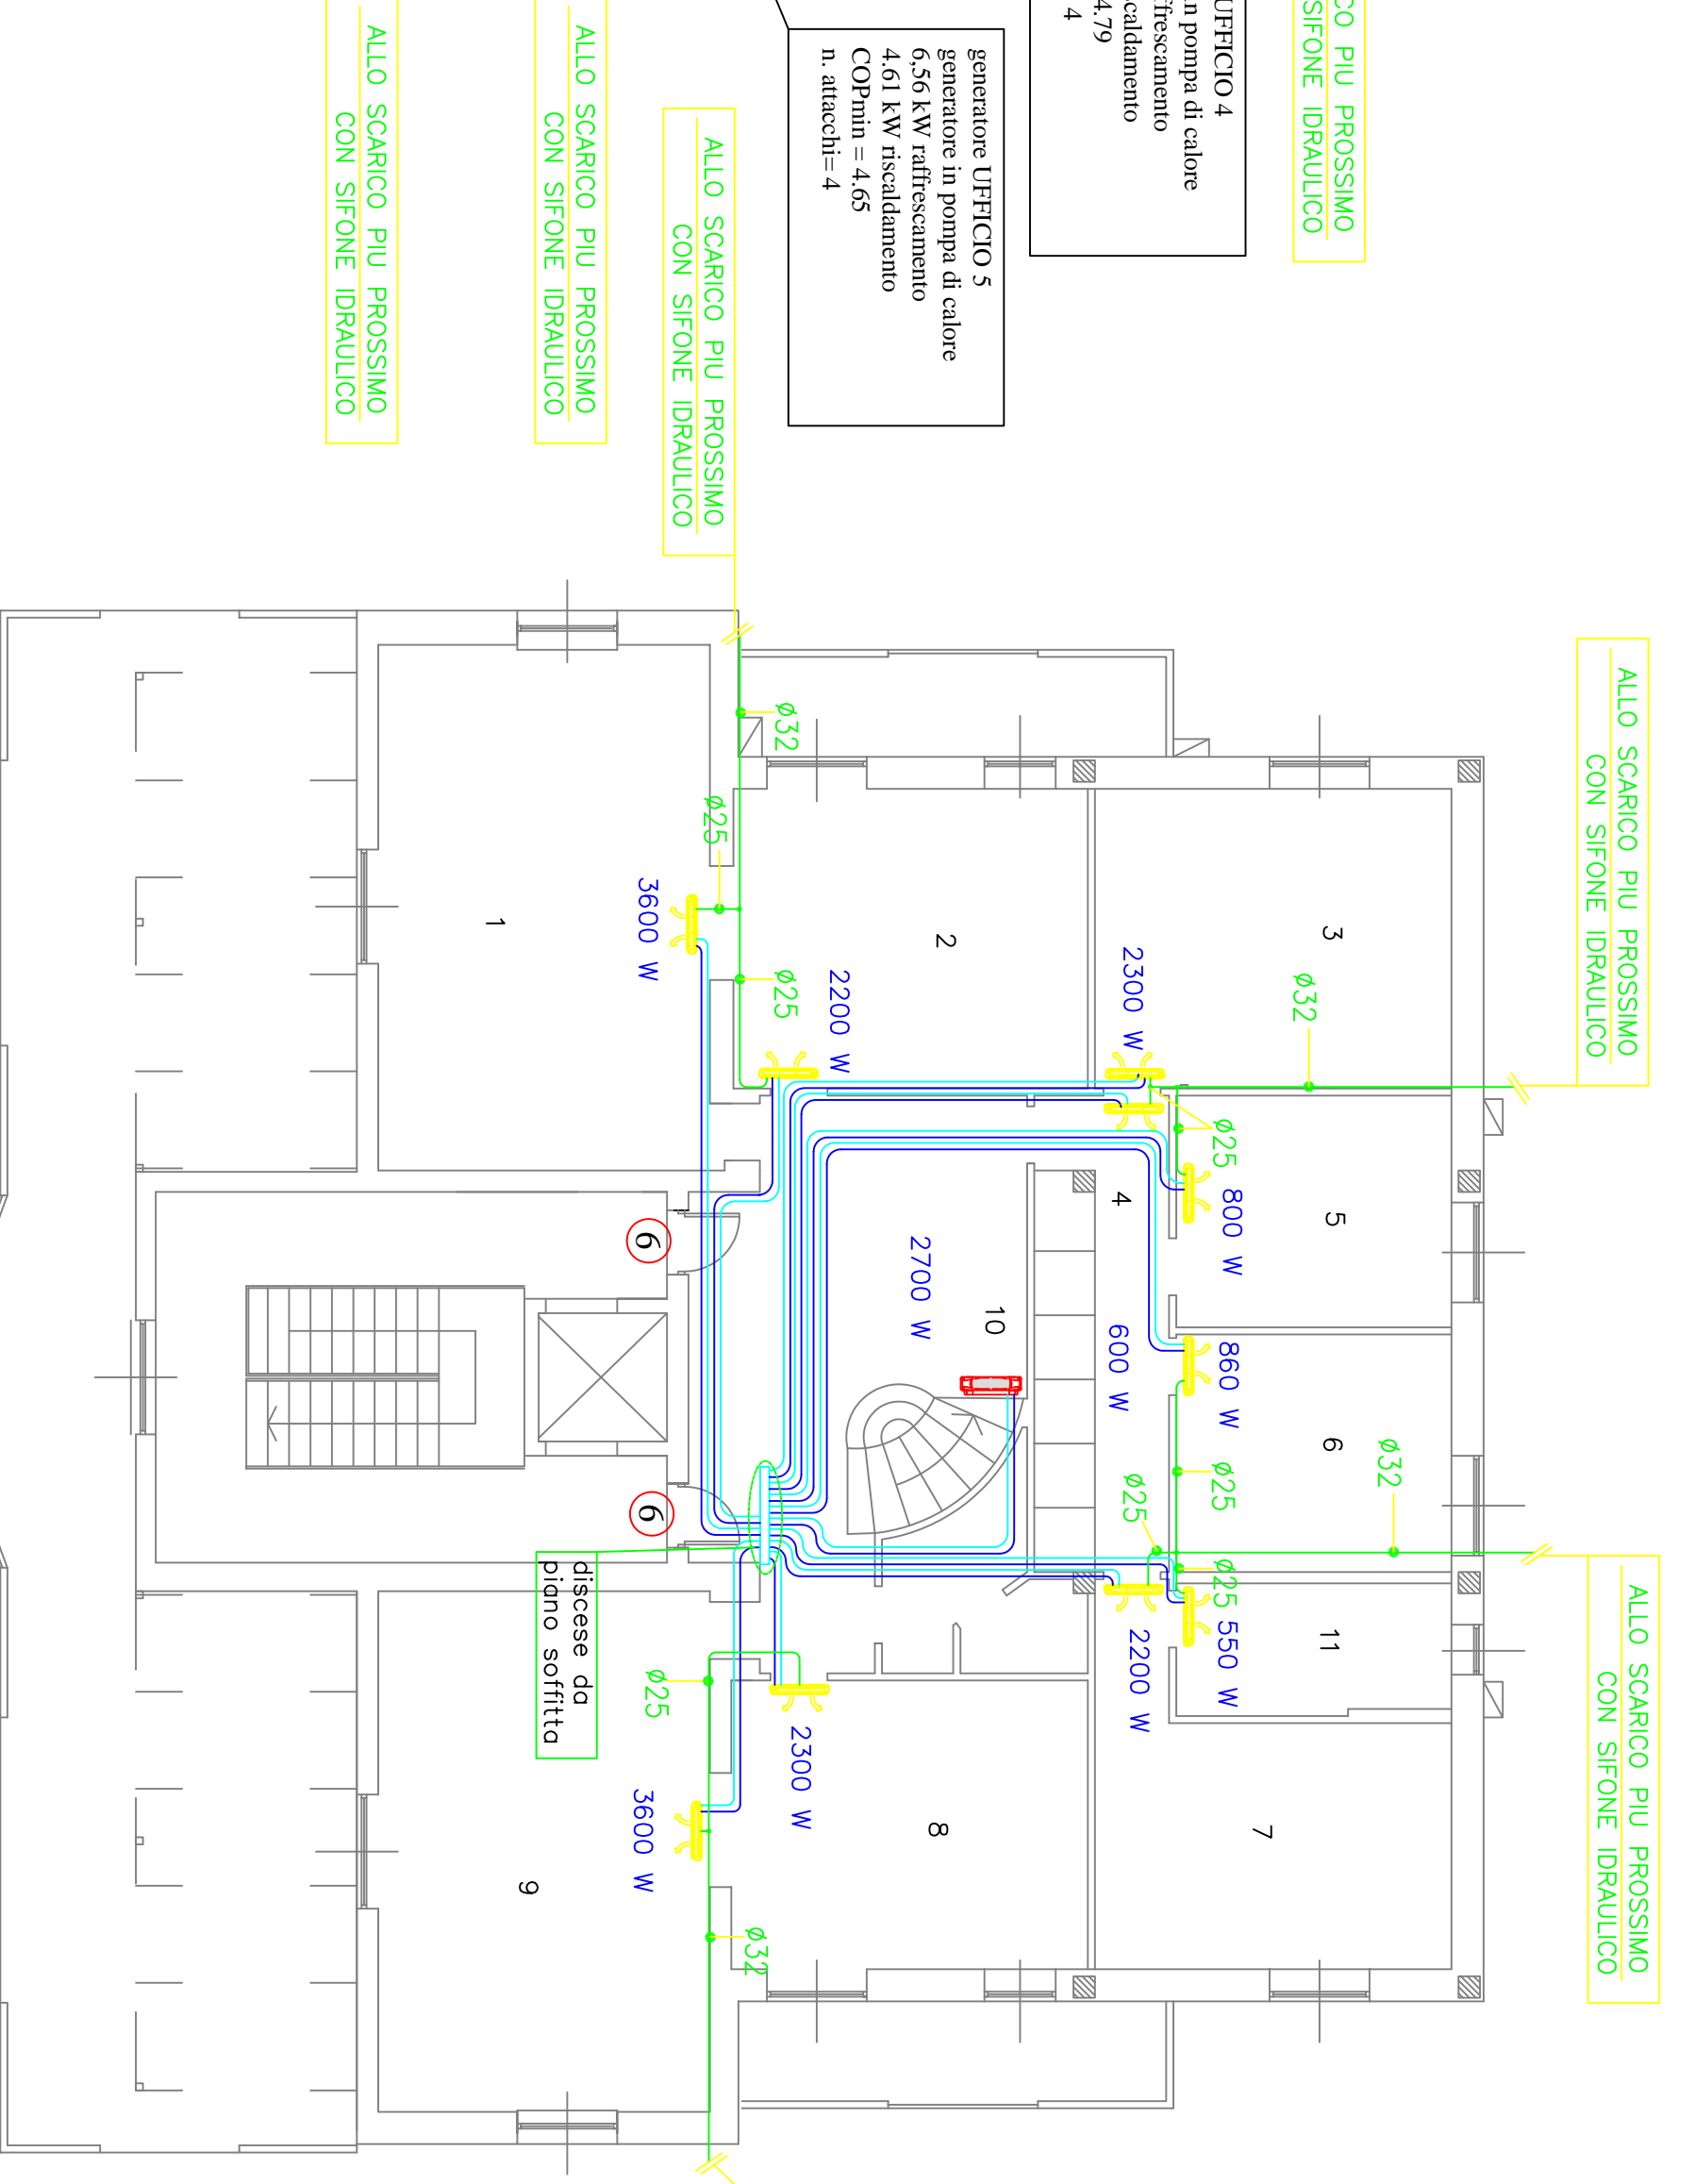 CO PIU PROSSIMO
SIFONE IDRAULICO
UFFICIO 4
n pompa di calore
ffrescamento
caldamento
4.79
4
generatore UFFICIO 5
generatore in pompa di calore
6,56 kW raffrescamento
4.61 kW riscaldamento
COPmin = 4.65
n. attacchi= 4
ALLO SCARICO PIU PROSSIMO
CON SIFONE IDRAULICO
ALLO SCARICO PIU PROSSIMO
CON SIFONE IDRAULICO
ALLO SCARICO PIU PROSSIMO
CON SIFONE IDRAULICO
ALLO SCARICO PIU PROSSIMO
CON SIFONE IDRAULICO
ALLO SCARICO PIU PROSSIMO
CON SIFONE IDRAULICO
3
ø32
2300 W
2
ø32
ø25
ø25
2200 W
3600 W
1
ø25
5
800 W
4
2700 W
10
600 W
860 W
6
ø32
ø25
ø25
ø25
11
550 W
2200 W
7
6
6
discese da
piano soffitta
ø25
2300 W
8
3600 W
9
ø32